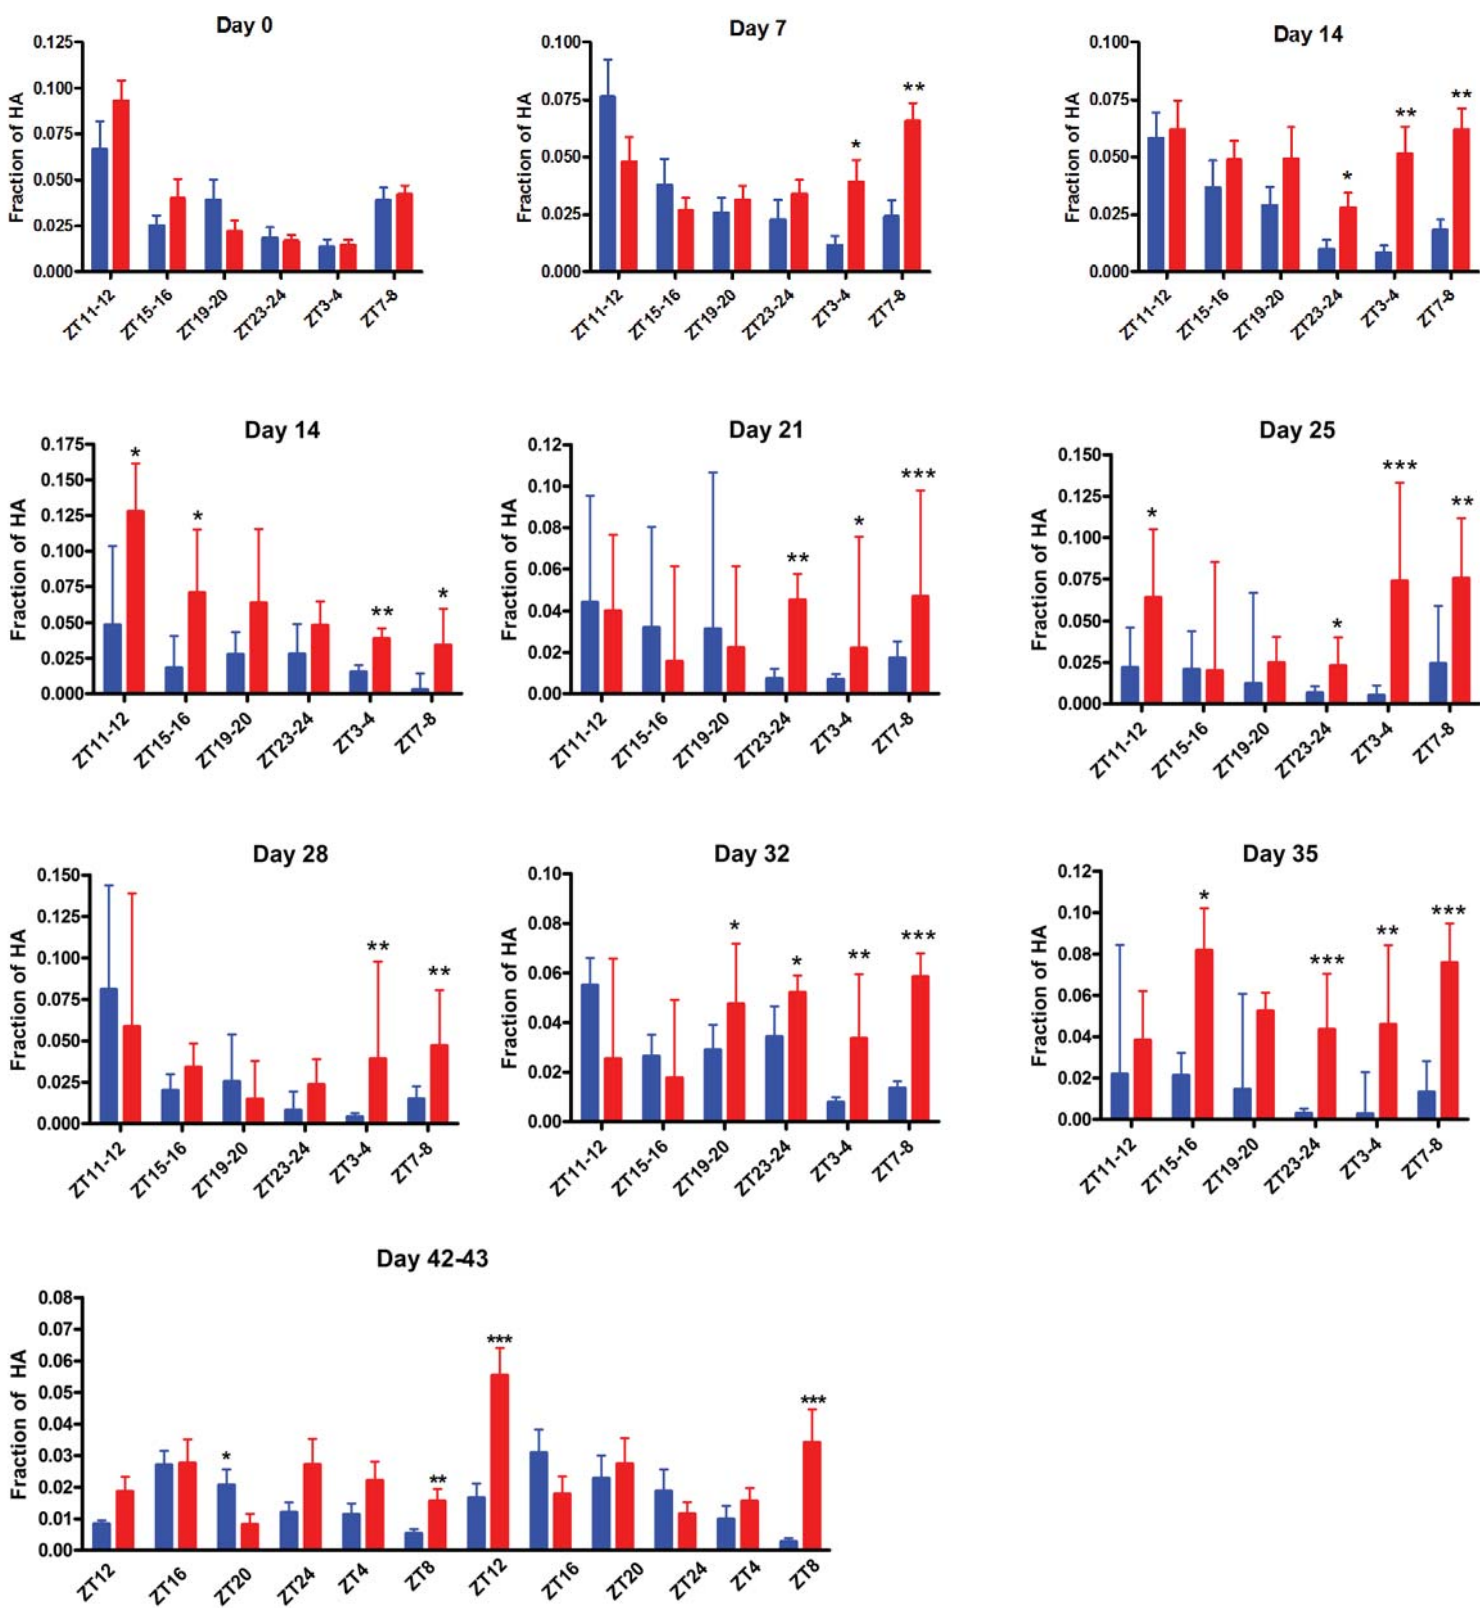 Day 0
Fraction of HA
0.125
0.100
0.075
0.050
0.025
0.000
ZT11-12
ZT15-16
ZT19-20
ZT23-24
ZT3-4
ZT7-8
Day 7
Fraction of HA
0.100
0.075
0.050
0.025
0.000
*
**
ZT11-12
ZT15-16
ZT19-20
ZT23-24
ZT3-4
ZT7-8
Day 14
Fraction of HA
0.100
0.075
0.050
0.025
0.000
*
**
**
ZT11-12
ZT15-16
ZT19-20
ZT23-24
ZT3-4
ZT7-8
Day 14
Fraction of HA
0.175
0.150
0.125
0.100
0.075
0.050
0.025
0.000
*
*
**
*
ZT11-12
ZT15-16
ZT19-20
ZT23-24
ZT3-4
ZT7-8
Day 21
Fraction of HA
0.12
0.10
0.08
0.06
0.04
0.02
0.00
**
*
***
ZT11-12
ZT15-16
ZT19-20
ZT23-24
ZT3-4
ZT7-8
Day 25
Fraction of HA
0.150
0.125
0.100
0.075
0.050
0.025
0.000
*
*
***
**
ZT11-12
ZT15-16
ZT19-20
ZT23-24
ZT3-4
ZT7-8
Day 28
Fraction of HA
0.150
0.125
0.100
0.075
0.050
0.025
0.000
**
**
ZT11-12
ZT15-16
ZT19-20
ZT23-24
ZT3-4
ZT7-8
Day 32
Fraction of HA
0.10
0.08
0.06
0.04
0.02
0.00
*
*
**
***
ZT11-12
ZT15-16
ZT19-20
ZT23-24
ZT3-4
ZT7-8
Day 35
Fraction of HA
0.12
0.10
0.08
0.06
0.04
0.02
0.00
*
***
**
***
ZT11-12
ZT15-16
ZT19-20
ZT23-24
ZT3-4
ZT7-8
Day 42-43
Fraction of HA
0.08
0.07
0.06
0.05
0.04
0.03
0.02
0.01
0.00
*
**
***
***
ZT12
ZT16
ZT20
ZT24
ZT4
ZT8
ZT12
ZT16
ZT20
ZT24
ZT4
ZT8